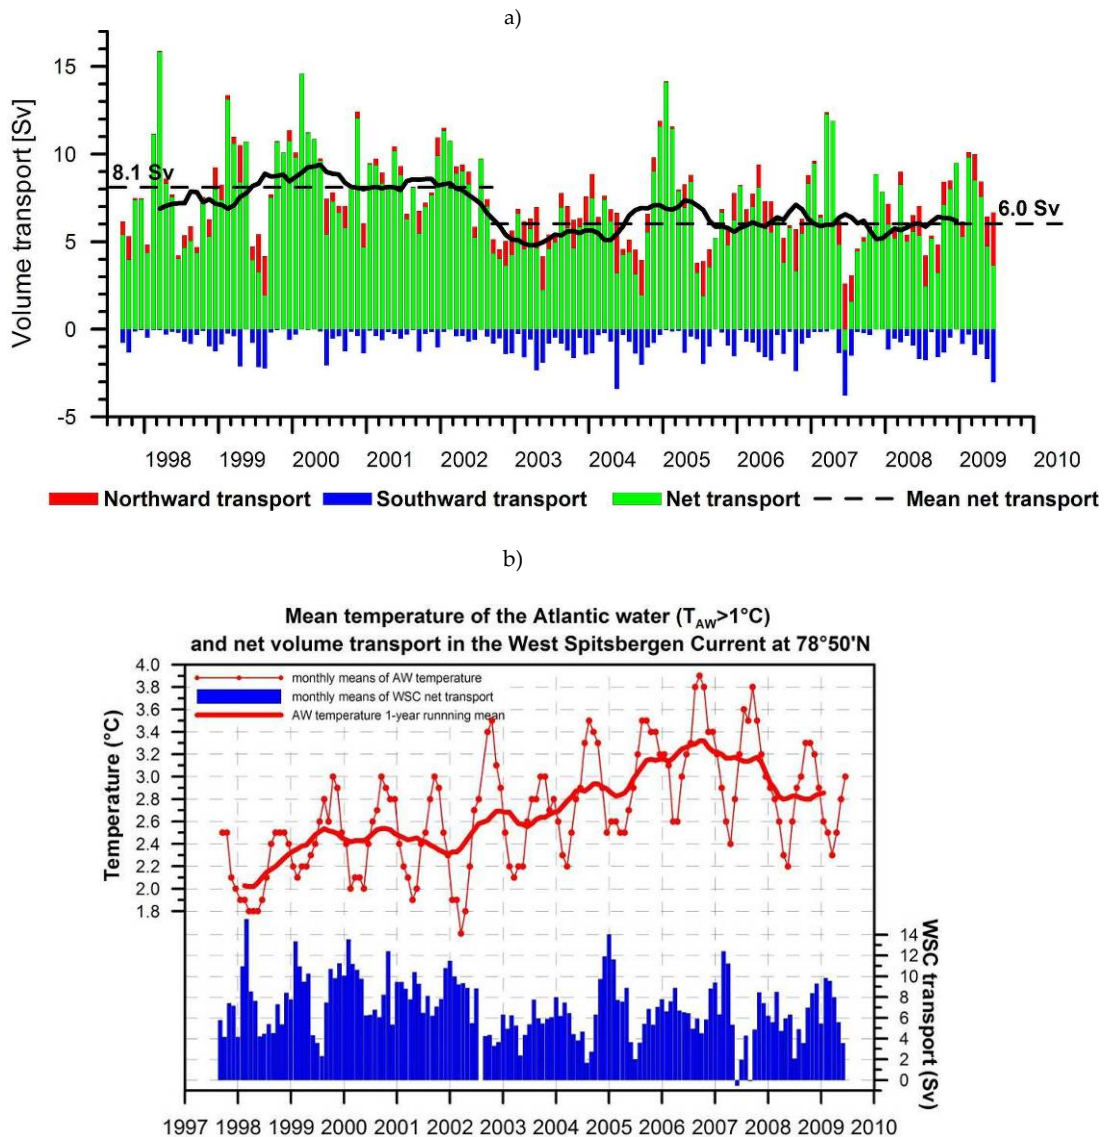 a)
15
10
5
0
-5
Volume transport [Sv]
8.1 Sv
6.0 Sv
1998 1999 2000 2001 2002 2003 2004 2005 2006 2007 2008 2009 2010
Northward transport Southward transport Net transport Mean net transport
b)
Mean temperature of the Atlantic water (TAW>1°C)
and net volume transport in the West Spitsbergen Current at 78°50'N
4.0
3.8
3.6
3.4
3.2
3.0
2.8
2.6
2.4
2.2
2.0
1.8
Temperature (°C)
monthly means of AW temperature
monthly means of WSC net transport
AW temperature 1-year runnning mean
14
12
10
8
6
4
2
0
WSC transport (Sv)
1997 1998 1999 2000 2001 2002 2003 2004 2005 2006 2007 2008 2009 2010